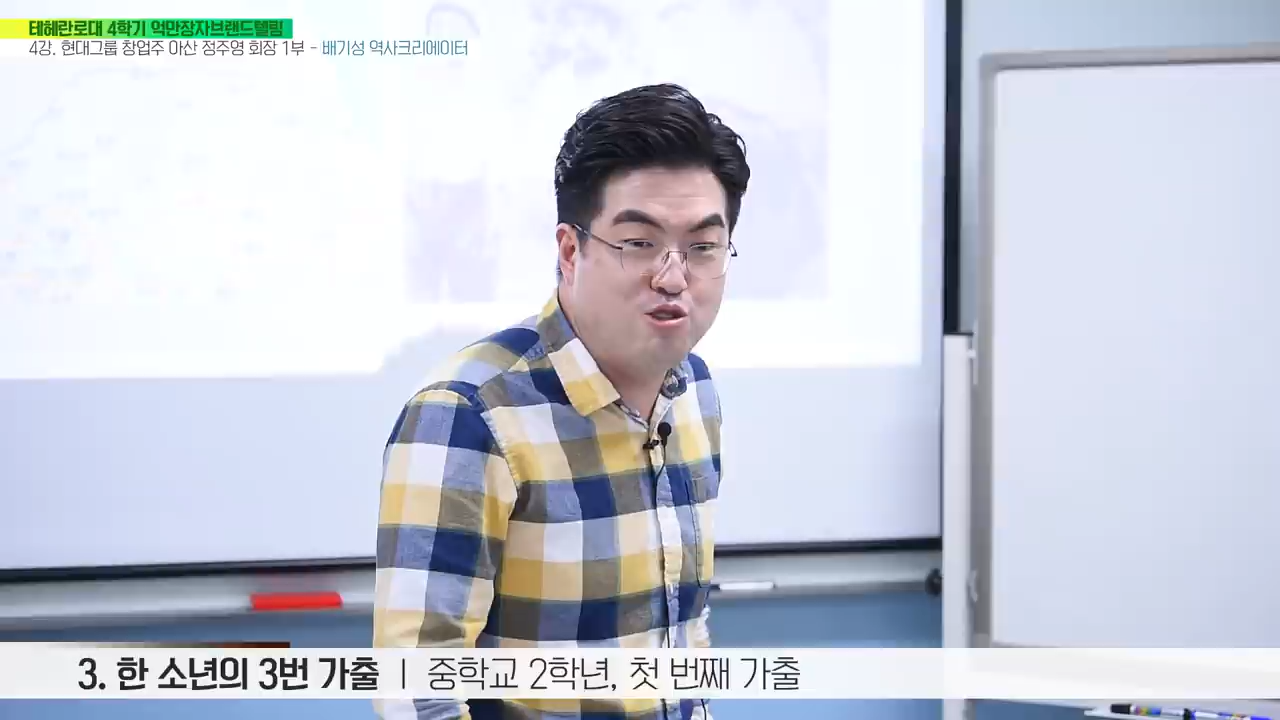 테헤란로대 4학기 억만장자브랜드텔링
4강. 현대그룹 창업주 아산 정주영 회장 1부 - 배기성 역사크리에이터
3. 한 소년의 3번 가출 | 중학교 2학년, 첫 번째 가출